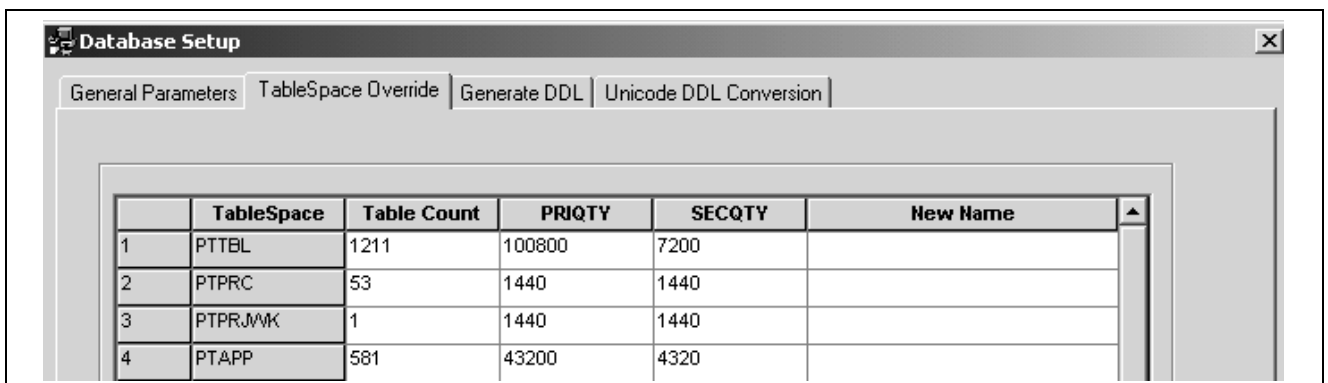 Database Setup
General Parameters TableSpace Override Generate DDL Unicode DDL Conversion
TableSpace Table Count PRIQTY SECQTY New Name
1 PTTBL 1211 100800 7200
2 PTPRC 53 1440 1440
3 PTPRJWK 1 1440 1440
4 PTAPP 581 43200 4320